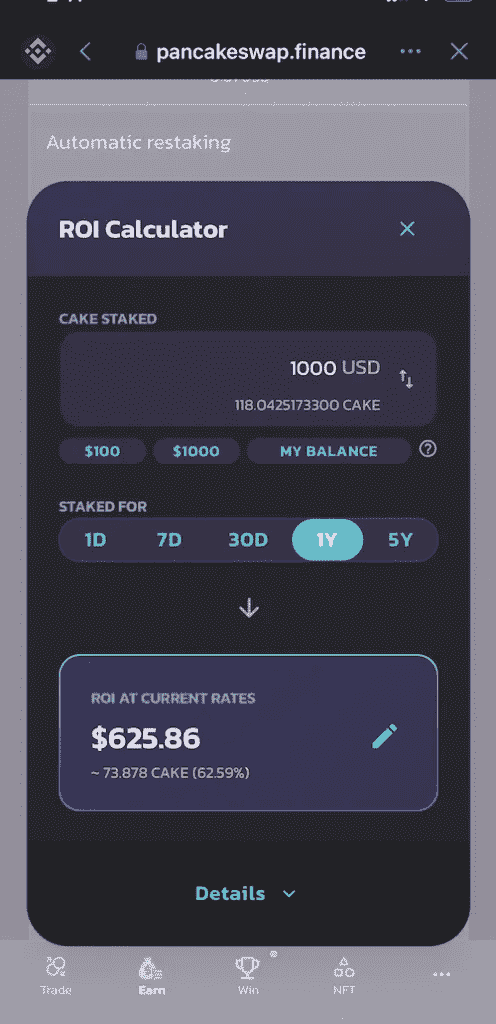 pancakeswap.finance
Automatic restaking
ROI Calculator
CAKE STAKED
1000 USD
118.0425173300 CAKE
$100 $1000 MY BALANCE
STAKED FOR
1D 7D 30D 1Y 5Y
ROI AT CURRENT RATES
$625.86
~ 73.878 CAKE (62.59%)
Details
Trade Earn Win NFT